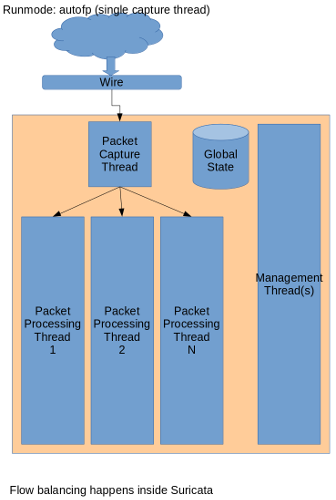 Runmode: autofp (single capture thread)
Wire
Packet
Capture
Thread
Global
State
Management
Thread(s)
Packet
Processing
Thread
1
Packet
Processing
Thread
2
Packet
Processing
Thread
N
Flow balancing happens inside Suricata